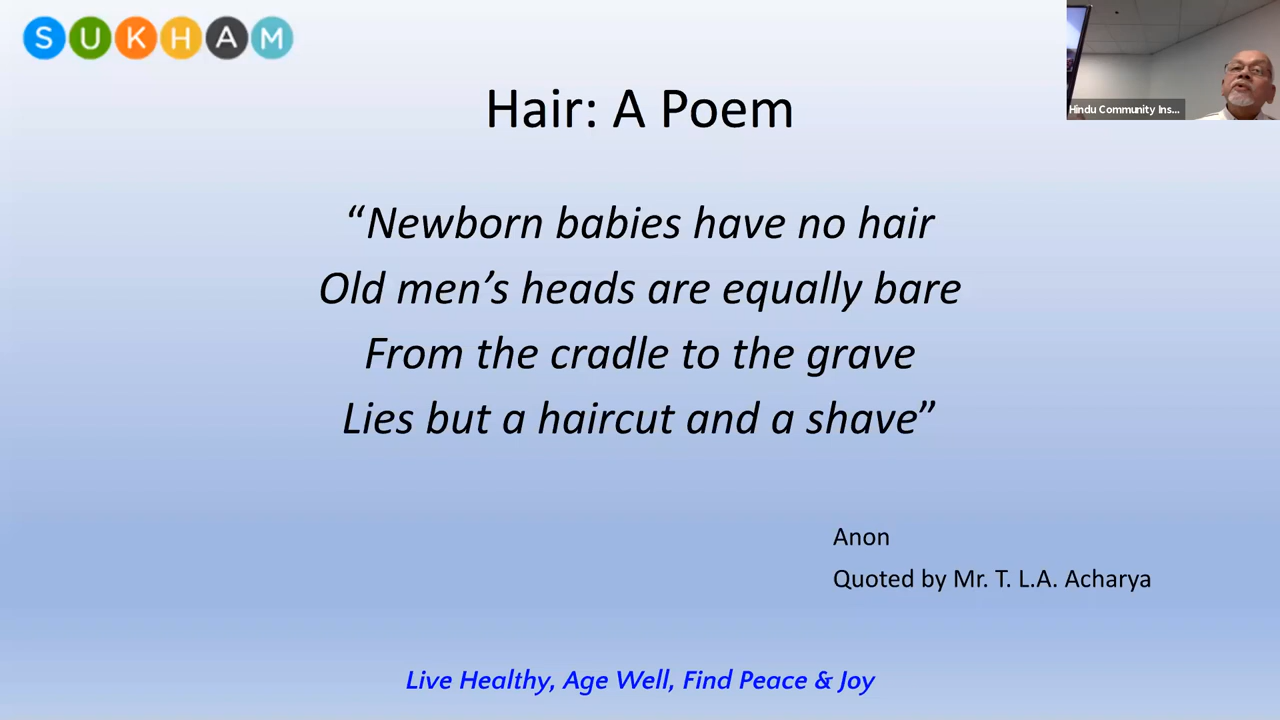 SUKHAM
Hindu Community Ins...
Hair: A Poem
“Newborn babies have no hair
Old men’s heads are equally bare
From the cradle to the grave
Lies but a haircut and a shave”
Anon
Quoted by Mr. T. L.A. Acharya
Live Healthy, Age Well, Find Peace & Joy